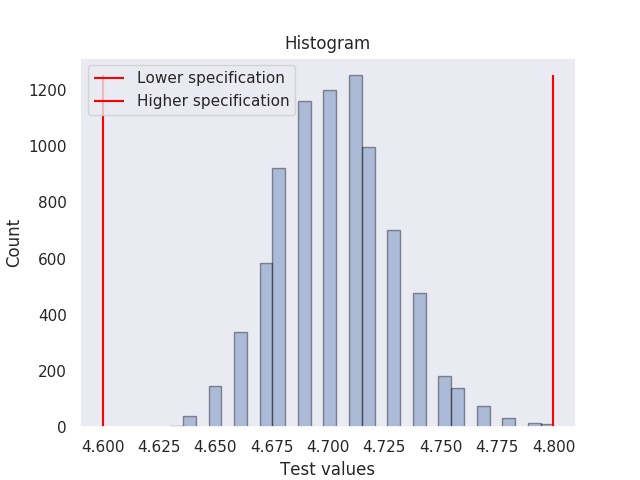 Histogram
Lower specification
Higher specification
1200
1000
800
600
400
200
0
Count
4.600 4.625 4.650 4.675 4.700 4.725 4.750 4.775 4.800
Test values